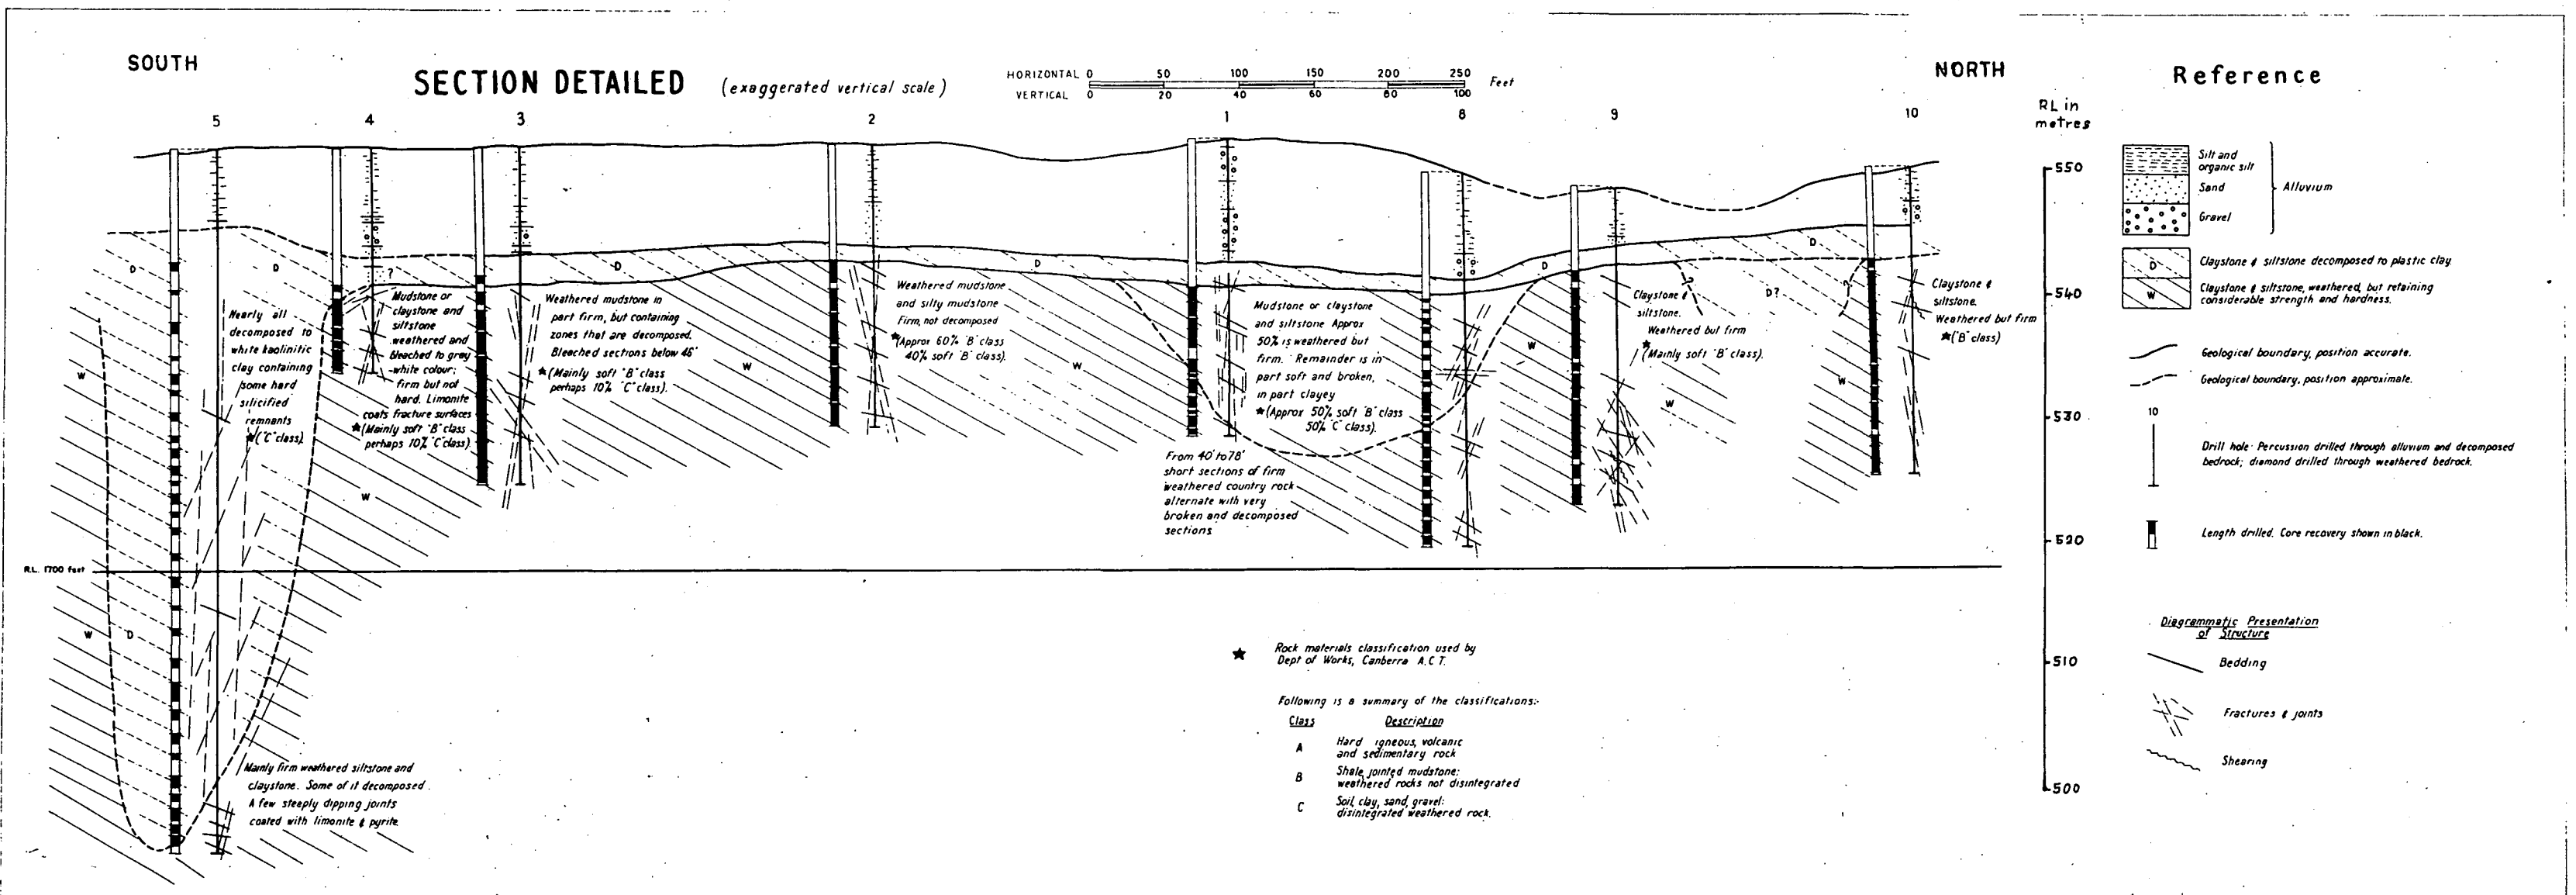 SOUTH
SECTION DETAILED (exaggerated vertical scale)
HORIZONTAL 0 50 100 150 200 250 Feet
VERTICAL 0 20 40 60 80 100
NORTH
5 4 3 2 1 8 9 10
RL in
metres
550
540
530
520
510
500
R.L. 1700 feet
D
D
D
D
D
D
D?
?
?
?
W
W
W
W
W
W
W
W
D
Nearly all
decomposed to
white kaolinitic
clay containing
some hard
silicified
remnants
★("C" class)
Mudstone or
claystone and
siltstone
weathered and
bleached to grey
-white colour;
firm but not
hard. Limonite
coats fracture surfaces
★(Mainly soft "B" class
perhaps 10% "C" class).
Weathered mudstone in
part firm, but containing
zones that are decomposed.
Bleached sections below 46'
★(Mainly soft "B" class
perhaps 10% "C" class).
Weathered mudstone
and silty mudstone
Firm, not decomposed
★(Approx 60% "B" class
40% soft "B" class).
Mudstone or claystone
and siltstone Approx
50% is weathered but
firm. Remainder is in
part soft and broken,
in part clayey
★(Approx 50% soft "B" class
50% "C" class).
From 40' to 78'
short sections of firm
weathered country rock
alternate with very
broken and decomposed
sections
Claystone &
siltstone.
Weathered but firm
★(Mainly soft "B" class).
Claystone &
siltstone.
Weathered but firm
★("B" class)
Mainly firm weathered siltstone and
claystone. Some of it decomposed.
A few steeply dipping joints
coated with limonite & pyrite.
★ Rock materials classification used by
Dept of Works, Canberra A.C.T.
Following is a summary of the classifications:-
Class Description
A Hard igneous, volcanic
and sedimentary rock
B Shale, jointed mudstone;
weathered rocks not disintegrated
C Soil, clay, sand, gravel:
disintegrated weathered rock.
Reference
Silt and
organic silt
Sand
Gravel
Alluvium
D Claystone & siltstone decomposed to plastic clay
W Claystone & siltstone, weathered, but retaining
considerable strength and hardness.
Geological boundary, position accurate.
Geological boundary, position approximate.
10
Drill hole: Percussion drilled through alluvium and decomposed
bedrock; diamond drilled through weathered bedrock.
Length drilled. Core recovery shown in black.
Diagrammatic Presentation
of Structure
Bedding
Fractures & joints
Shearing